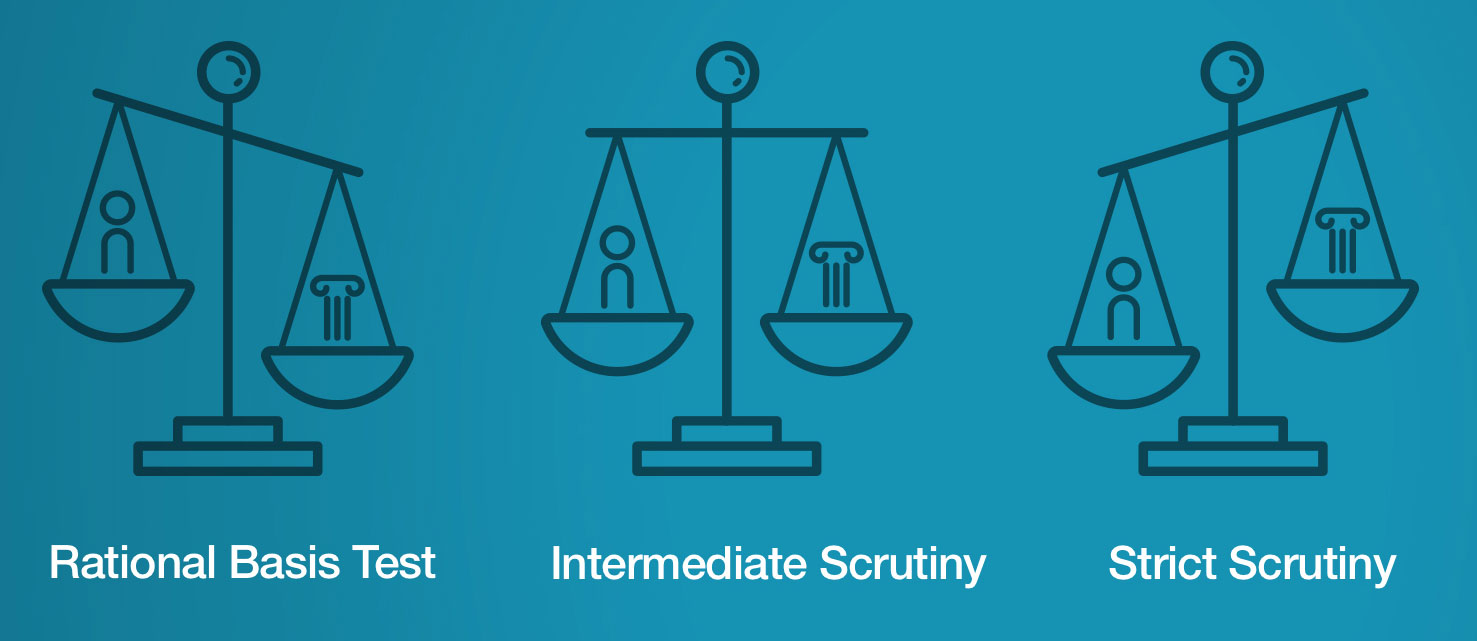 Rational Basis Test
Intermediate Scrutiny
Strict Scrutiny